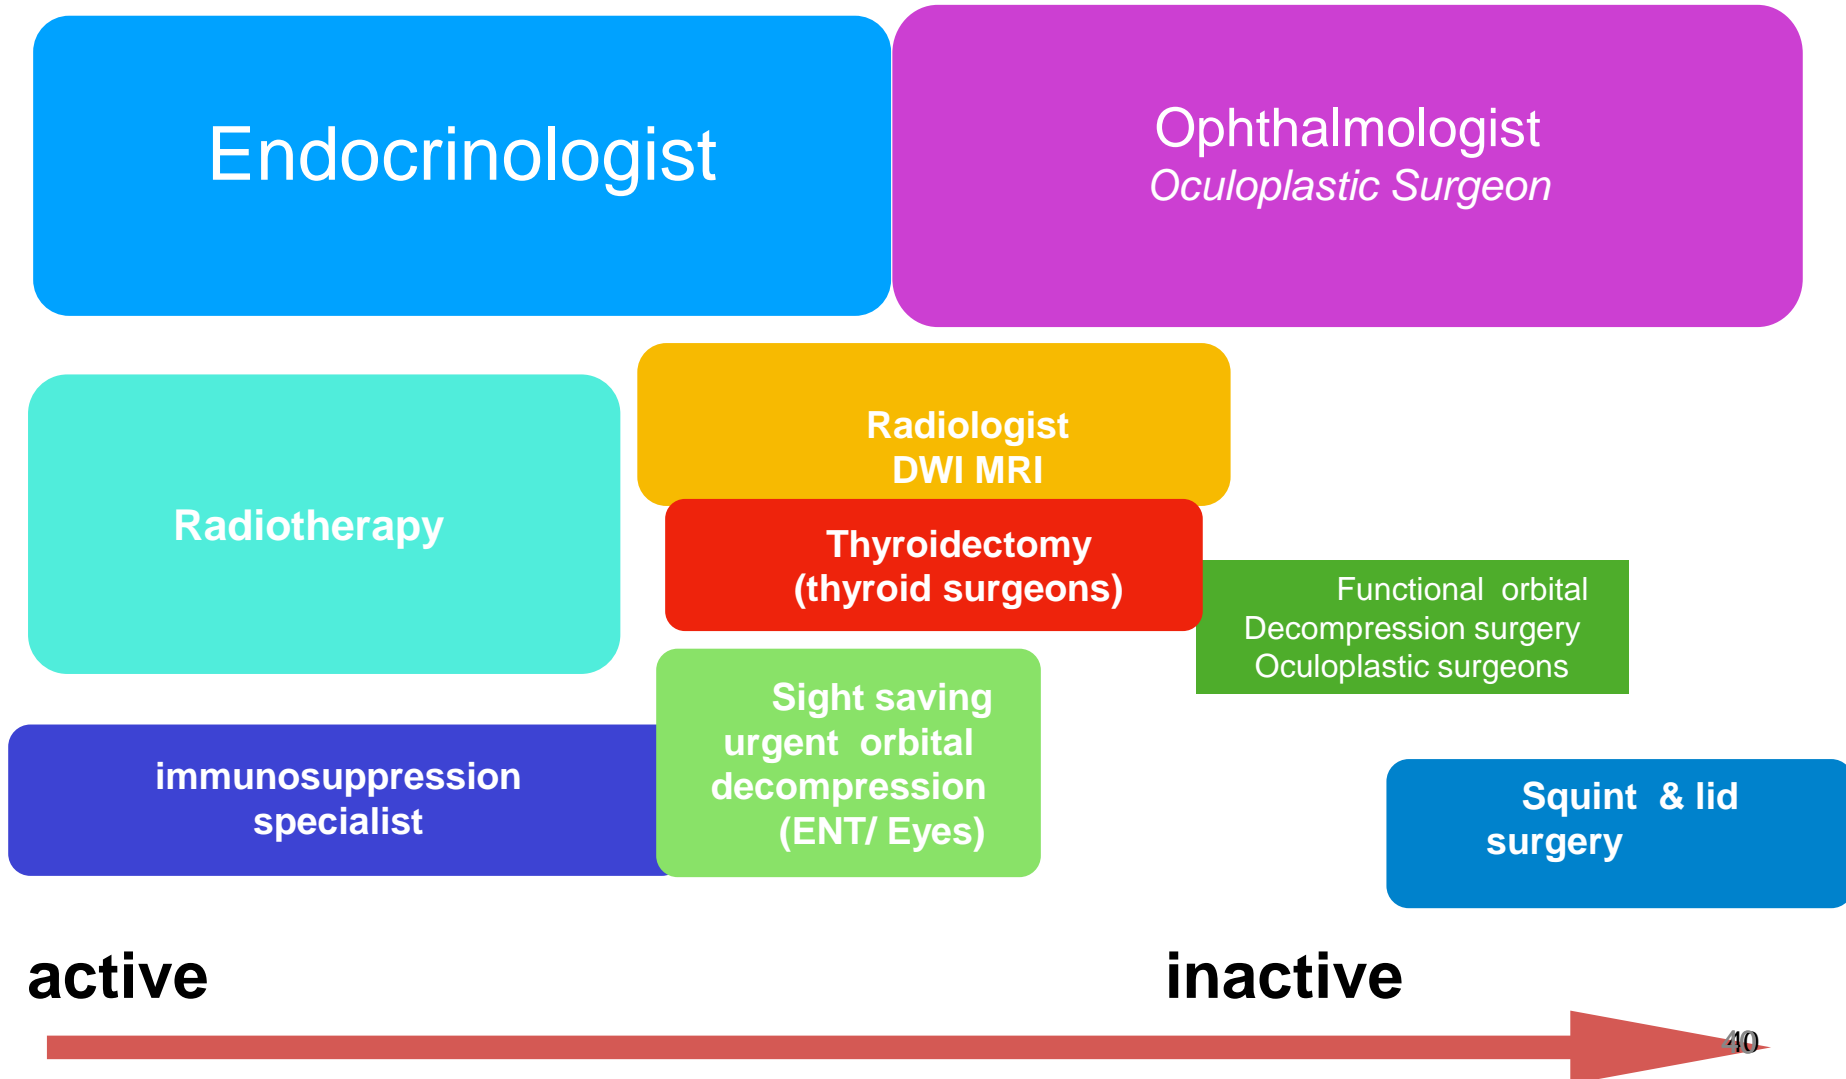 Endocrinologist
Ophthalmologist
Oculoplastic Surgeon
Radiologist
DWI MRI
Radiotherapy
Thyroidectomy
(thyroid surgeons)
Functional orbital
Decompression surgery
Oculoplastic surgeons
Sight saving
urgent orbital
decompression
(ENT/ Eyes)
immunosuppression
specialist
Squint & lid
surgery
active
inactive
40